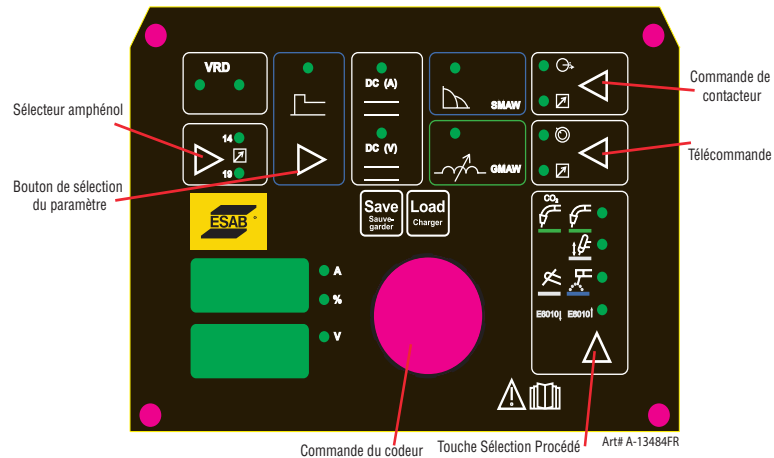 VRD
DC (A)
SMAW
Commande de
contacteur
Sélecteur amphénol
14
19
DC (V)
GMAW
Télécommande
Bouton de sélection
du paramètre
ESAB
Save
Sauve-
garder
Load
Charger
CO₂
A
%
V
E6010
E6010
Commande du codeur
Touche Sélection Procédé
Art# A-13484FR